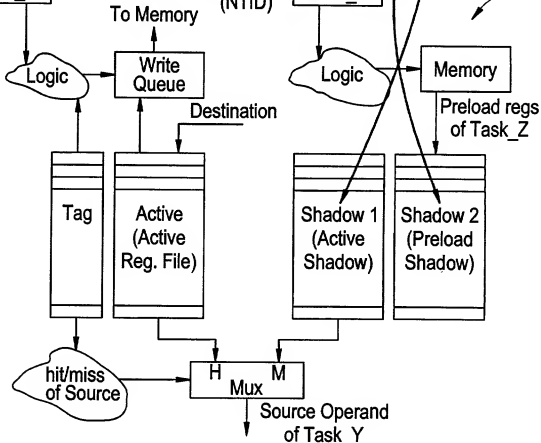 (NTID)
To Memory
Logic
Write
Queue
Logic
Memory
Destination
Preload regs
of Task_Z
Tag
Active
(Active
Reg. File)
Shadow 1
(Active
Shadow)
Shadow 2
(Preload
Shadow)
hit/miss
of Source
H
M
Mux
Source Operand
of Task_Y